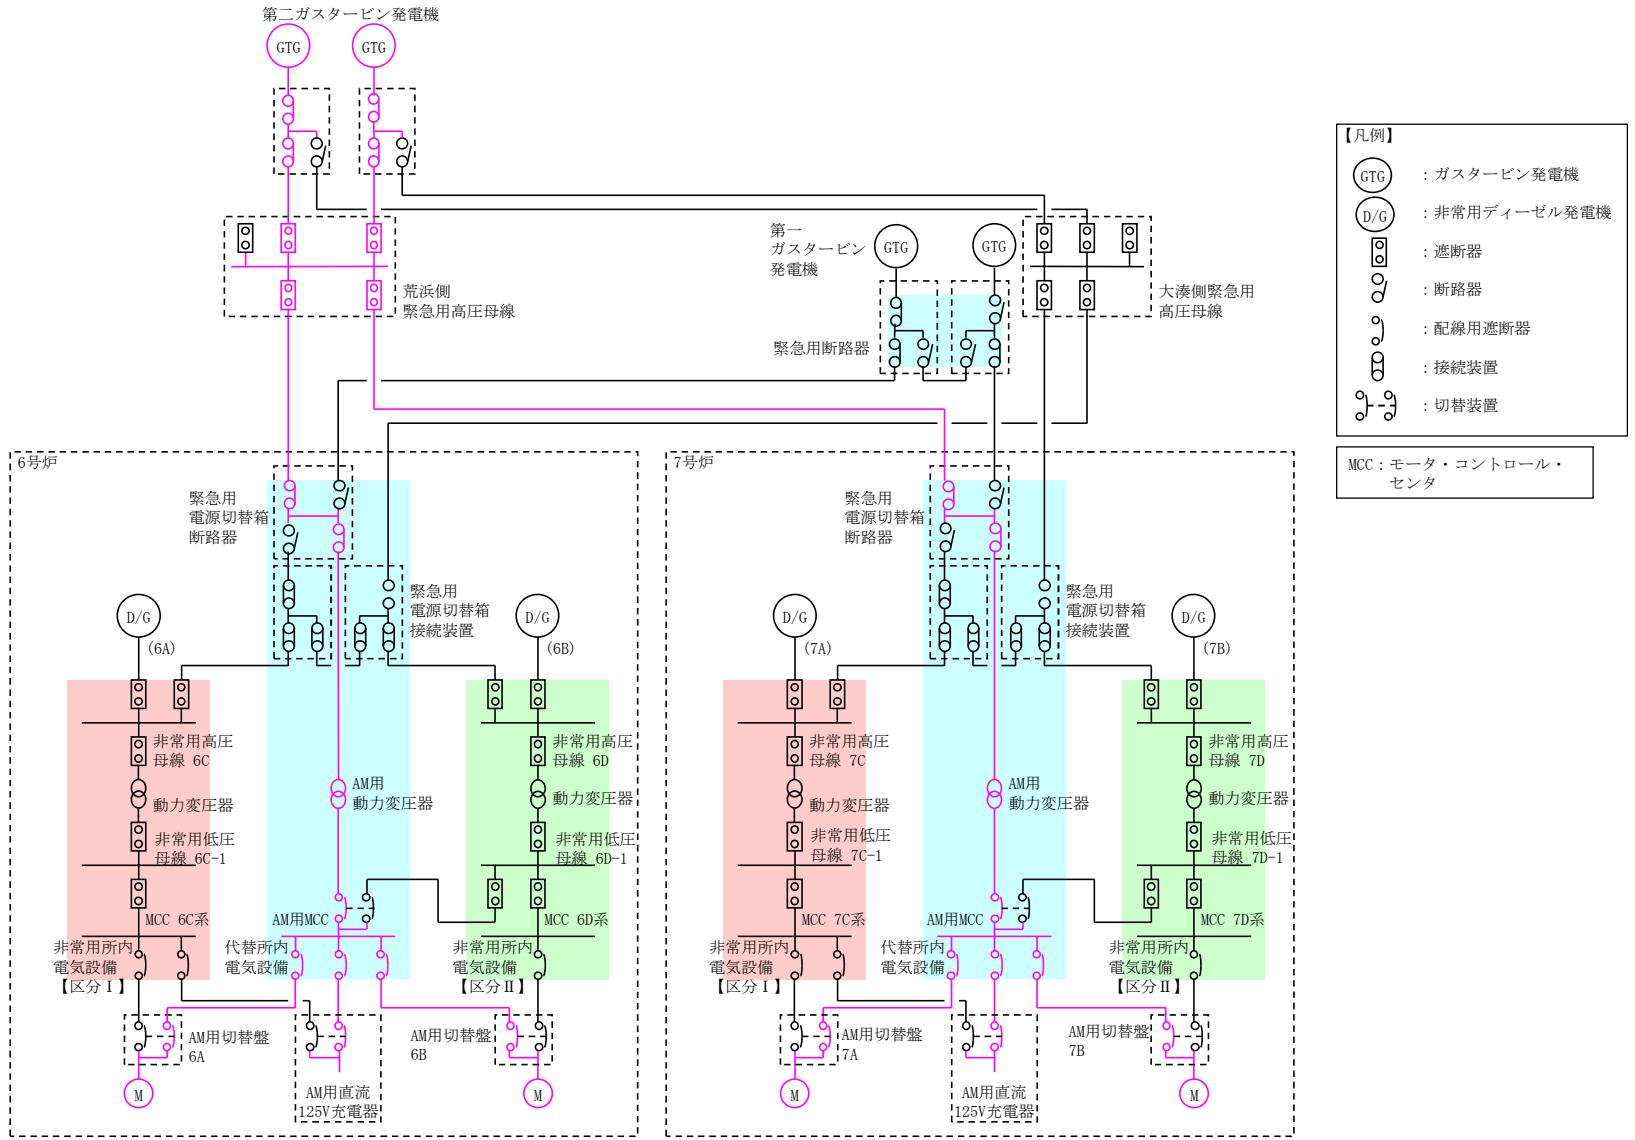 第二ガスタービン発電機
GTG
GTG
第一
ガスタービン
発電機
GTG
GTG
荒浜側
緊急用高圧母線
大湊側緊急用
高圧母線
緊急用断路器
【凡例】
GTG
：ガスタービン発電機
D/G
：非常用ディーゼル発電機
：遮断器
：断路器
：配線用遮断器
：接続装置
：切替装置
MCC：モータ・コントロール・
センタ
6号炉
緊急用
電源切替箱
断路器
緊急用
電源切替箱
接続装置
D/G
(6A)
D/G
(6B)
非常用高圧
母線 6C
動力変圧器
非常用低圧
母線 6C-1
MCC 6C系
非常用所内
電気設備
【区分Ⅰ】
AM用
動力変圧器
AM用MCC
代替所内
電気設備
非常用高圧
母線 6D
動力変圧器
非常用低圧
母線 6D-1
MCC 6D系
非常用所内
電気設備
【区分Ⅱ】
AM用切替盤
6A
AM用切替盤
6B
M
AM用直流
125V充電器
M
7号炉
緊急用
電源切替箱
断路器
緊急用
電源切替箱
接続装置
D/G
(7A)
D/G
(7B)
非常用高圧
母線 7C
動力変圧器
非常用低圧
母線 7C-1
MCC 7C系
非常用所内
電気設備
【区分Ⅰ】
AM用
動力変圧器
AM用MCC
代替所内
電気設備
非常用高圧
母線 7D
動力変圧器
非常用低圧
母線 7D-1
MCC 7D系
非常用所内
電気設備
【区分Ⅱ】
AM用切替盤
7A
AM用切替盤
7B
M
AM用直流
125V充電器
M